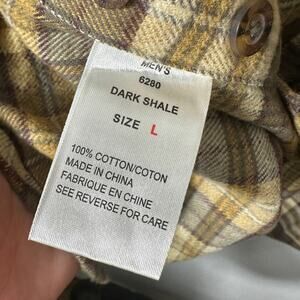 MEN'S
6280
DARK SHALE
SIZE L
100% COTTON/COTON
MADE IN CHINA
FABRIQUE EN CHINE
SEE REVERSE FOR CARE